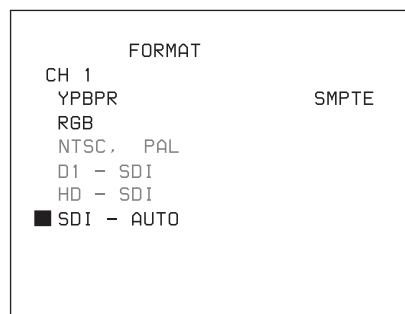 FORMAT
CH 1
YPBPR SMPTE
RGB
NTSC, PAL
D1 - SDI
HD - SDI
SDI - AUTO